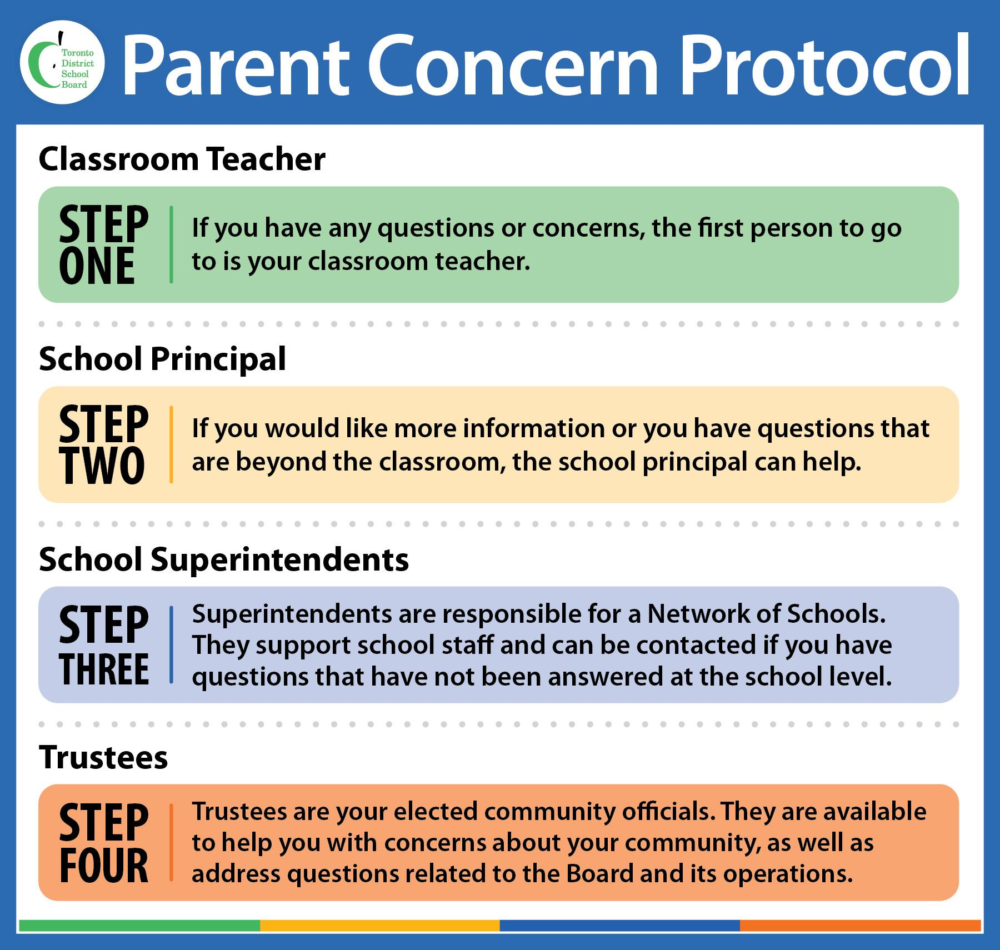 Toronto
District
School
Board
Parent Concern Protocol
Classroom Teacher
STEP
ONE
If you have any questions or concerns, the first person to go
to is your classroom teacher.
School Principal
STEP
TWO
If you would like more information or you have questions that
are beyond the classroom, the school principal can help.
School Superintendents
STEP
THREE
Superintendents are responsible for a Network of Schools.
They support school staff and can be contacted if you have
questions that have not been answered at the school level.
Trustees
STEP
FOUR
Trustees are your elected community officials. They are available
to help you with concerns about your community, as well as
address questions related to the Board and its operations.